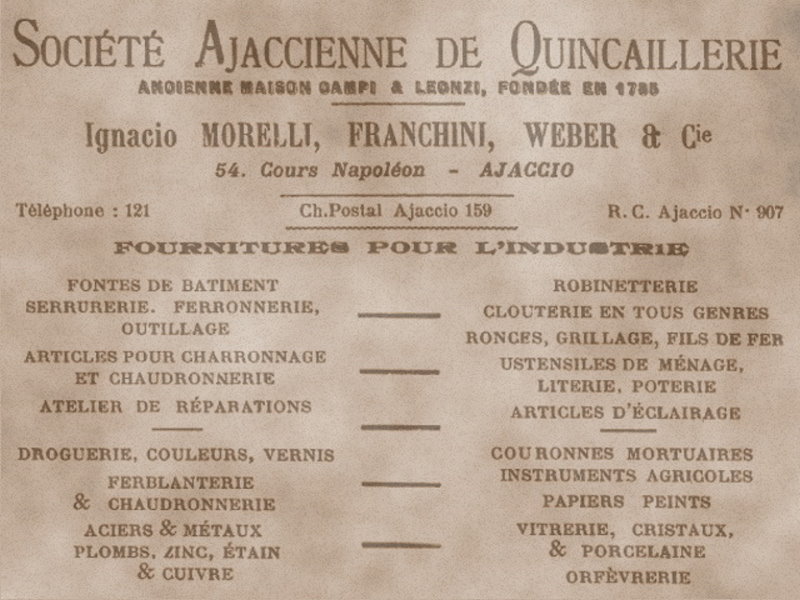 SOCIÉTÉ AJACCIENNE DE QUINCAILLERIE
ANCIENNE MAISON CAMPI & LEONZI, FONDÉE EN 1785
Ignacio MORELLI, FRANCHINI, WEBER & Cie
54. Cours Napoléon - AJACCIO
Téléphone : 121
Ch.Postal Ajaccio 159
R. C. Ajaccio N· 907
FOURNITURES POUR L'INDUSTRIE
FONTES DE BATIMENT
SERRURERIE. FERRONNERIE,
OUTILLAGE
ARTICLES POUR CHARRONNAGE
ET CHAUDRONNERIE
ATELIER DE RÉPARATIONS
DROGUERIE, COULEURS, VERNIS
FERBLANTERIE
& CHAUDRONNERIE
ACIERS & MÉTAUX
PLOMBS, ZINC, ÉTAIN
& CUIVRE
ROBINETTERIE
CLOUTERIE EN TOUS GENRES
RONCES, GRILLAGE, FILS DE FER
USTENSILES DE MÉNAGE,
LITERIE, POTERIE
ARTICLES D'ÉCLAIRAGE
COURONNES MORTUAIRES
INSTRUMENTS AGRICOLES
PAPIERS PEINTS
VITRERIE, CRISTAUX,
& PORCELAINE
ORFÈVRERIE